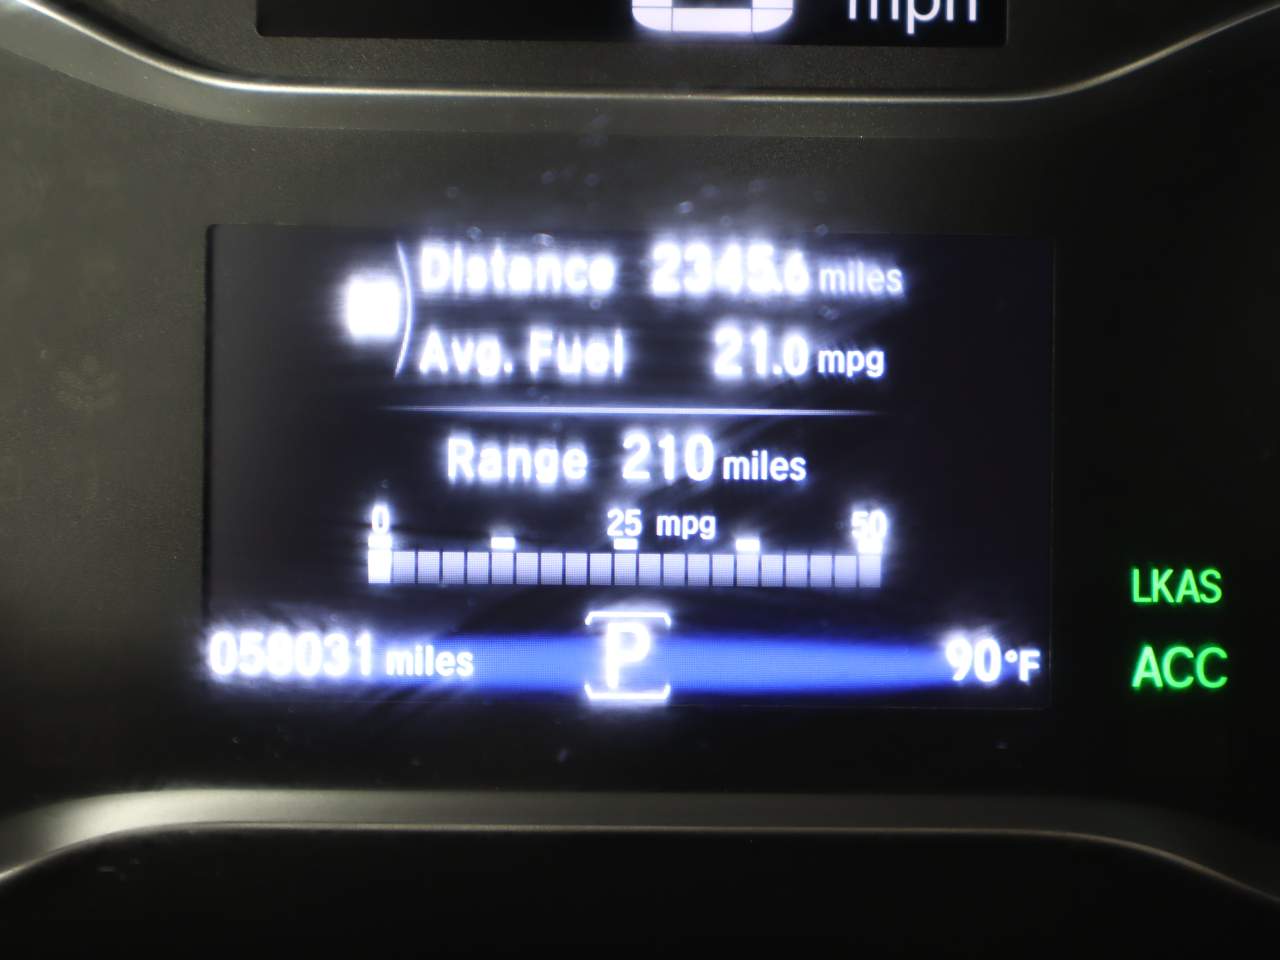 mph
Distance 2345.6 miles
Avg. Fuel 21.0 mpg
Range 210 miles
0 25 mpg 50
058031 miles P 90°F
LKAS
ACC